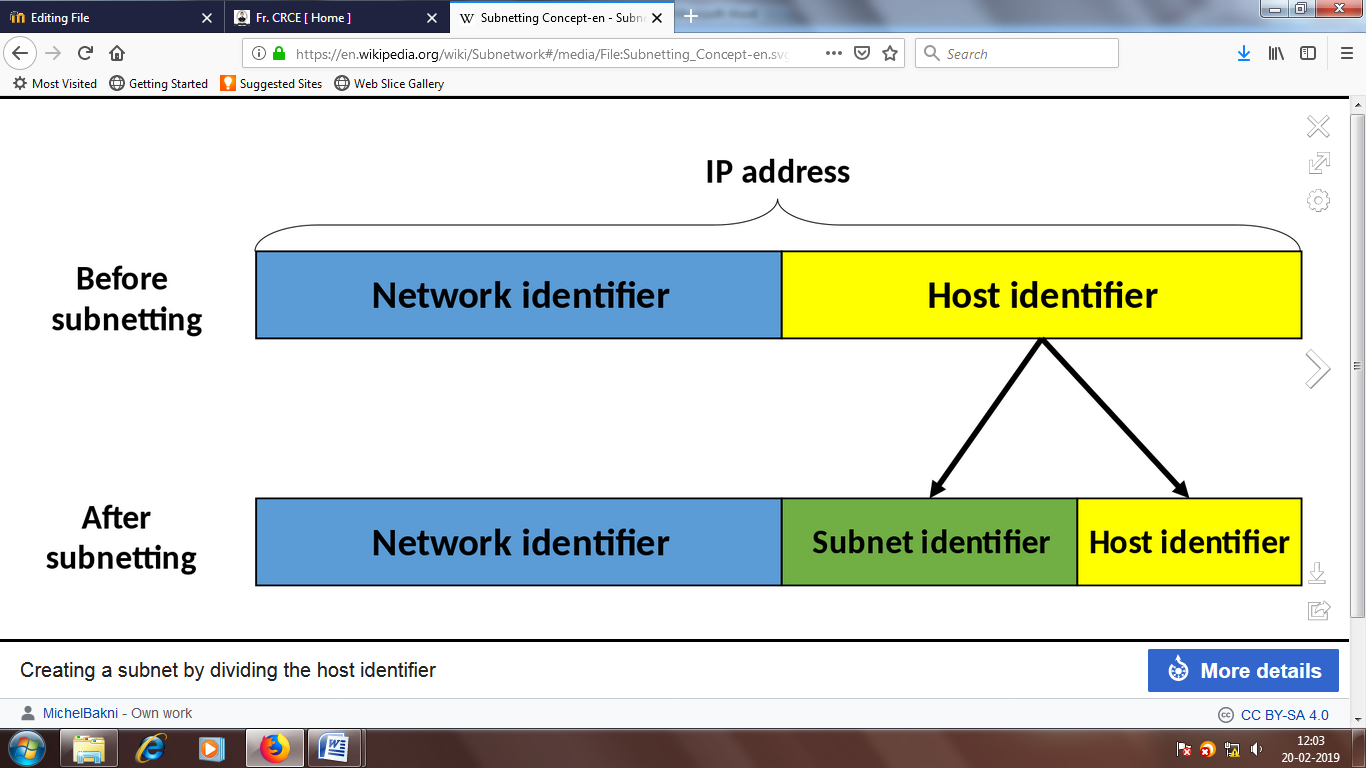 Editing File
Fr. CRCE [ Home ]
Subnetting Concept-en - Subn
https://en.wikipedia.org/wiki/Subnetwork#/media/File:Subnetting_Concept-en.svg
Search
Most Visited
Getting Started
Suggested Sites
Web Slice Gallery
IP address
Before
subnetting
Network identifier
Host identifier
After
subnetting
Network identifier
Subnet identifier
Host identifier
Creating a subnet by dividing the host identifier
More details
MichelBakni - Own work
CC BY-SA 4.0
12:03
20-02-2019